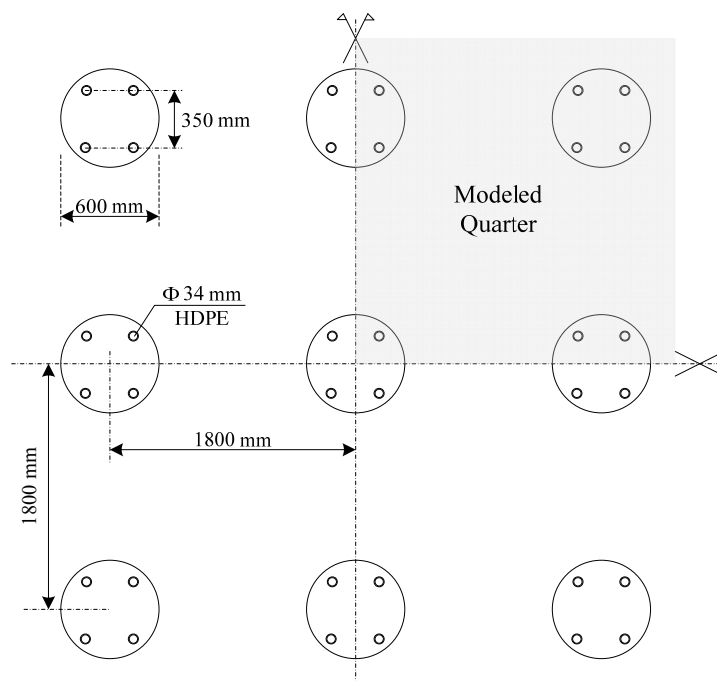 350 mm
600 mm
Modeled
Quarter
Φ 34 mm
HDPE
1800 mm
1800 mm